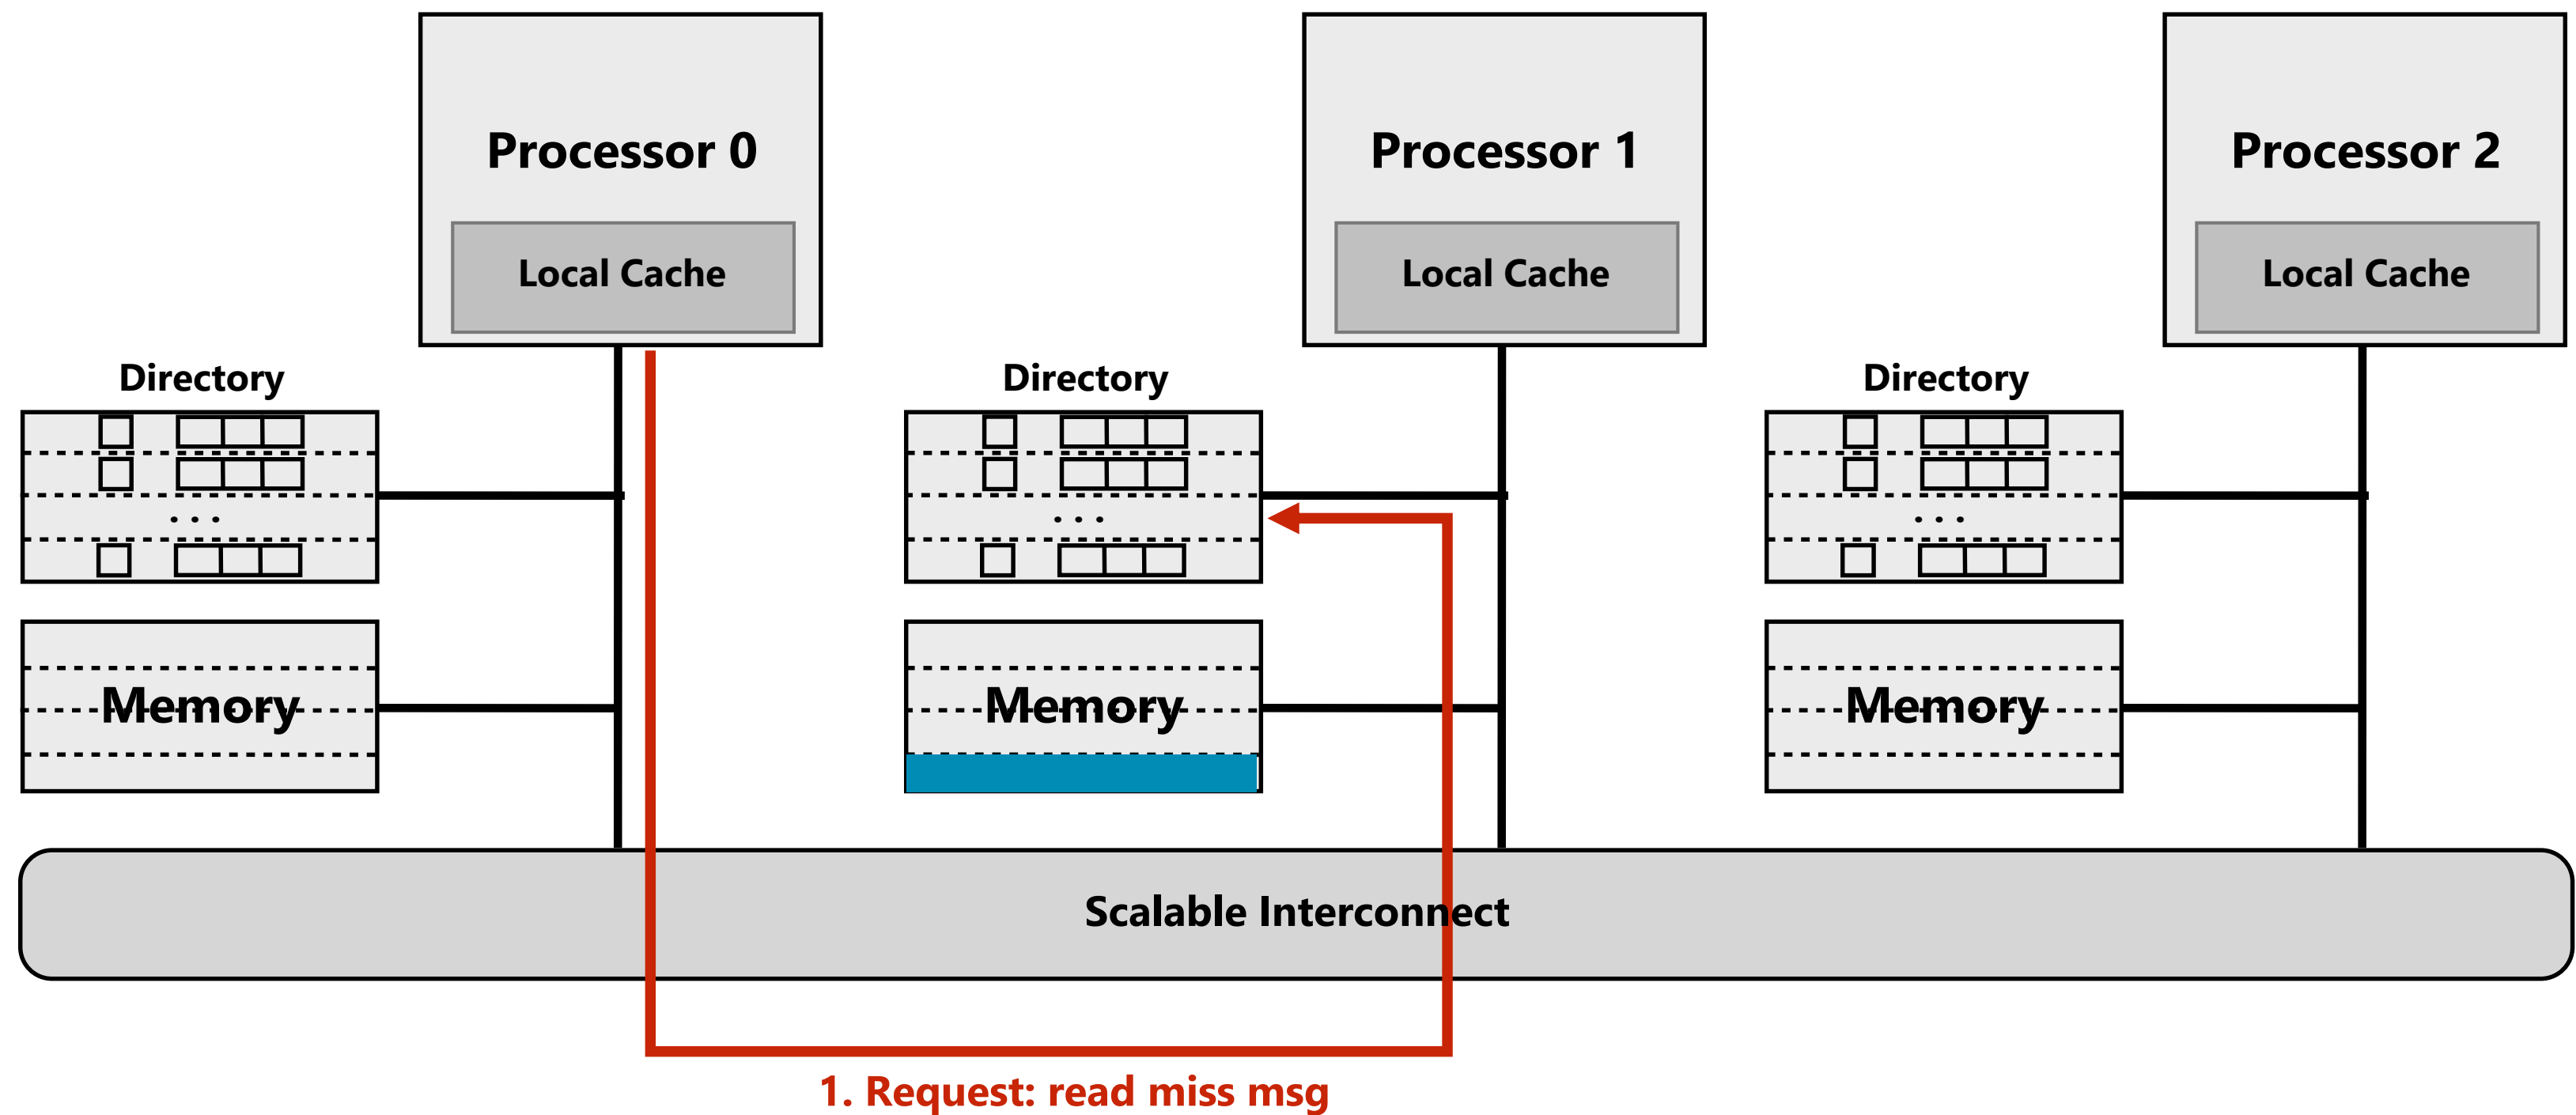 Processor 0
Processor 1
Processor 2
Local Cache
Local Cache
Local Cache
Directory
Directory
Directory
. . .
. . .
. . .
Memory
Memory
Memory
Scalable Interconnect
1. Request: read miss msg